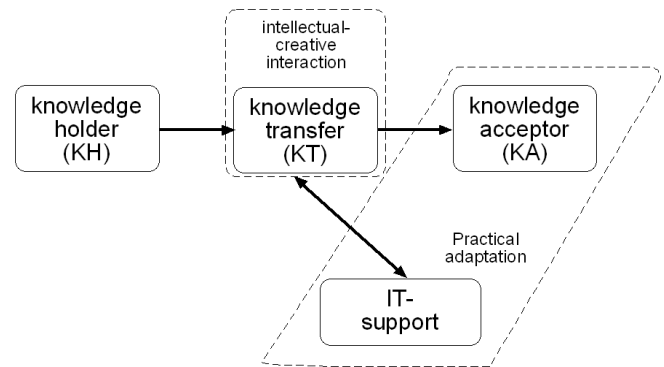 intellectual-
creative
interaction
knowledge
holder
(KH)
knowledge
transfer
(KT)
knowledge
acceptor
(KA)
Practical
adaptation
IT-
support